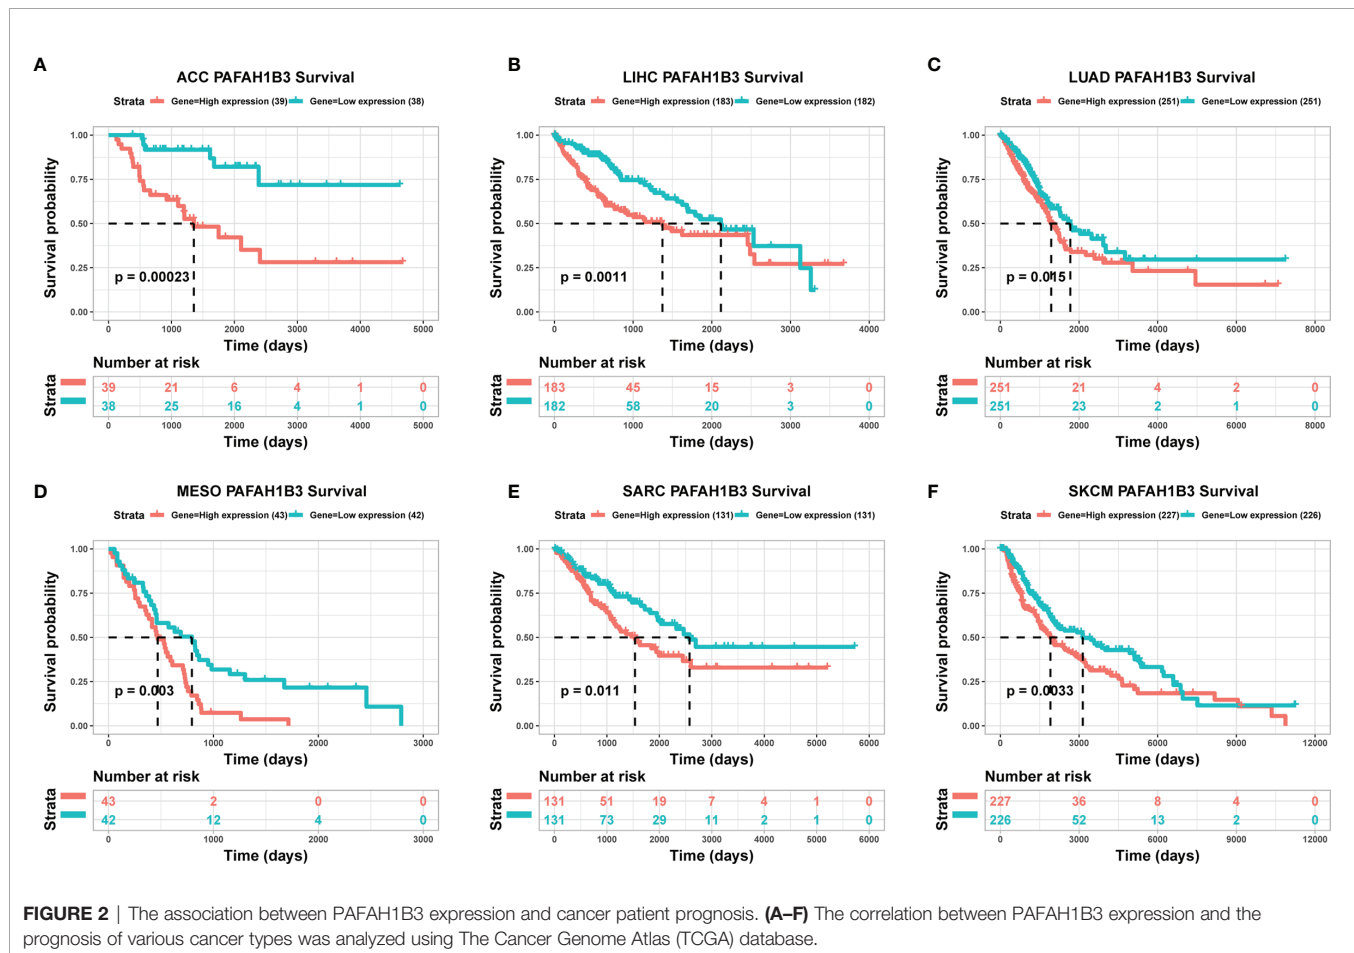 A
ACC PAFAH1B3 Survival
Strata Gene=High expression (39) Gene=Low expression (38)
Survival probability
1.00
0.75
0.50
0.25
0.00
p = 0.00023
0 1000 2000 3000 4000 5000
Time (days)
Number at risk
Strata
39 21 6 4 1 0
38 25 16 4 1 0
0 1000 2000 3000 4000 5000
Time (days)
B
LIHC PAFAH1B3 Survival
Strata Gene=High expression (183) Gene=Low expression (182)
Survival probability
1.00
0.75
0.50
0.25
0.00
p = 0.0011
0 1000 2000 3000 4000
Time (days)
Number at risk
Strata
183 45 15 3 0
182 58 20 3 0
0 1000 2000 3000 4000
Time (days)
C
LUAD PAFAH1B3 Survival
Strata Gene=High expression (251) Gene=Low expression (251)
Survival probability
1.00
0.75
0.50
0.25
0.00
p = 0.015
0 2000 4000 6000 8000
Time (days)
Number at risk
Strata
251 21 4 2 0
251 23 2 1 0
0 2000 4000 6000 8000
Time (days)
D
MESO PAFAH1B3 Survival
Strata Gene=High expression (43) Gene=Low expression (42)
Survival probability
1.00
0.75
0.50
0.25
0.00
p = 0.003
0 1000 2000 3000
Time (days)
Number at risk
Strata
43 2 0 0
42 12 4 0
0 1000 2000 3000
Time (days)
E
SARC PAFAH1B3 Survival
Strata Gene=High expression (131) Gene=Low expression (131)
Survival probability
1.00
0.75
0.50
0.25
0.00
p = 0.011
0 1000 2000 3000 4000 5000 6000
Time (days)
Number at risk
Strata
131 51 19 7 4 1 0
131 73 29 11 2 1 0
0 1000 2000 3000 4000 5000 6000
Time (days)
F
SKCM PAFAH1B3 Survival
Strata Gene=High expression (227) Gene=Low expression (226)
Survival probability
1.00
0.75
0.50
0.25
0.00
p = 0.0033
0 3000 6000 9000 12000
Time (days)
Number at risk
Strata
227 36 8 4 0
226 52 13 2 0
0 3000 6000 9000 12000
Time (days)
FIGURE 2 | The association between PAFAH1B3 expression and cancer patient prognosis. (A–F) The correlation between PAFAH1B3 expression and the
prognosis of various cancer types was analyzed using The Cancer Genome Atlas (TCGA) database.